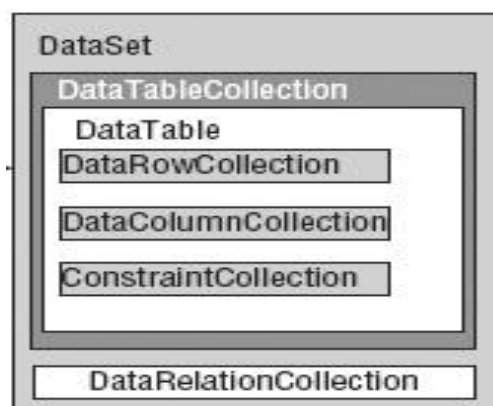 DataSet
DataTableCollection
DataTable
DataRowCollection
DataColumnCollection
ConstraintCollection
DataRelationCollection